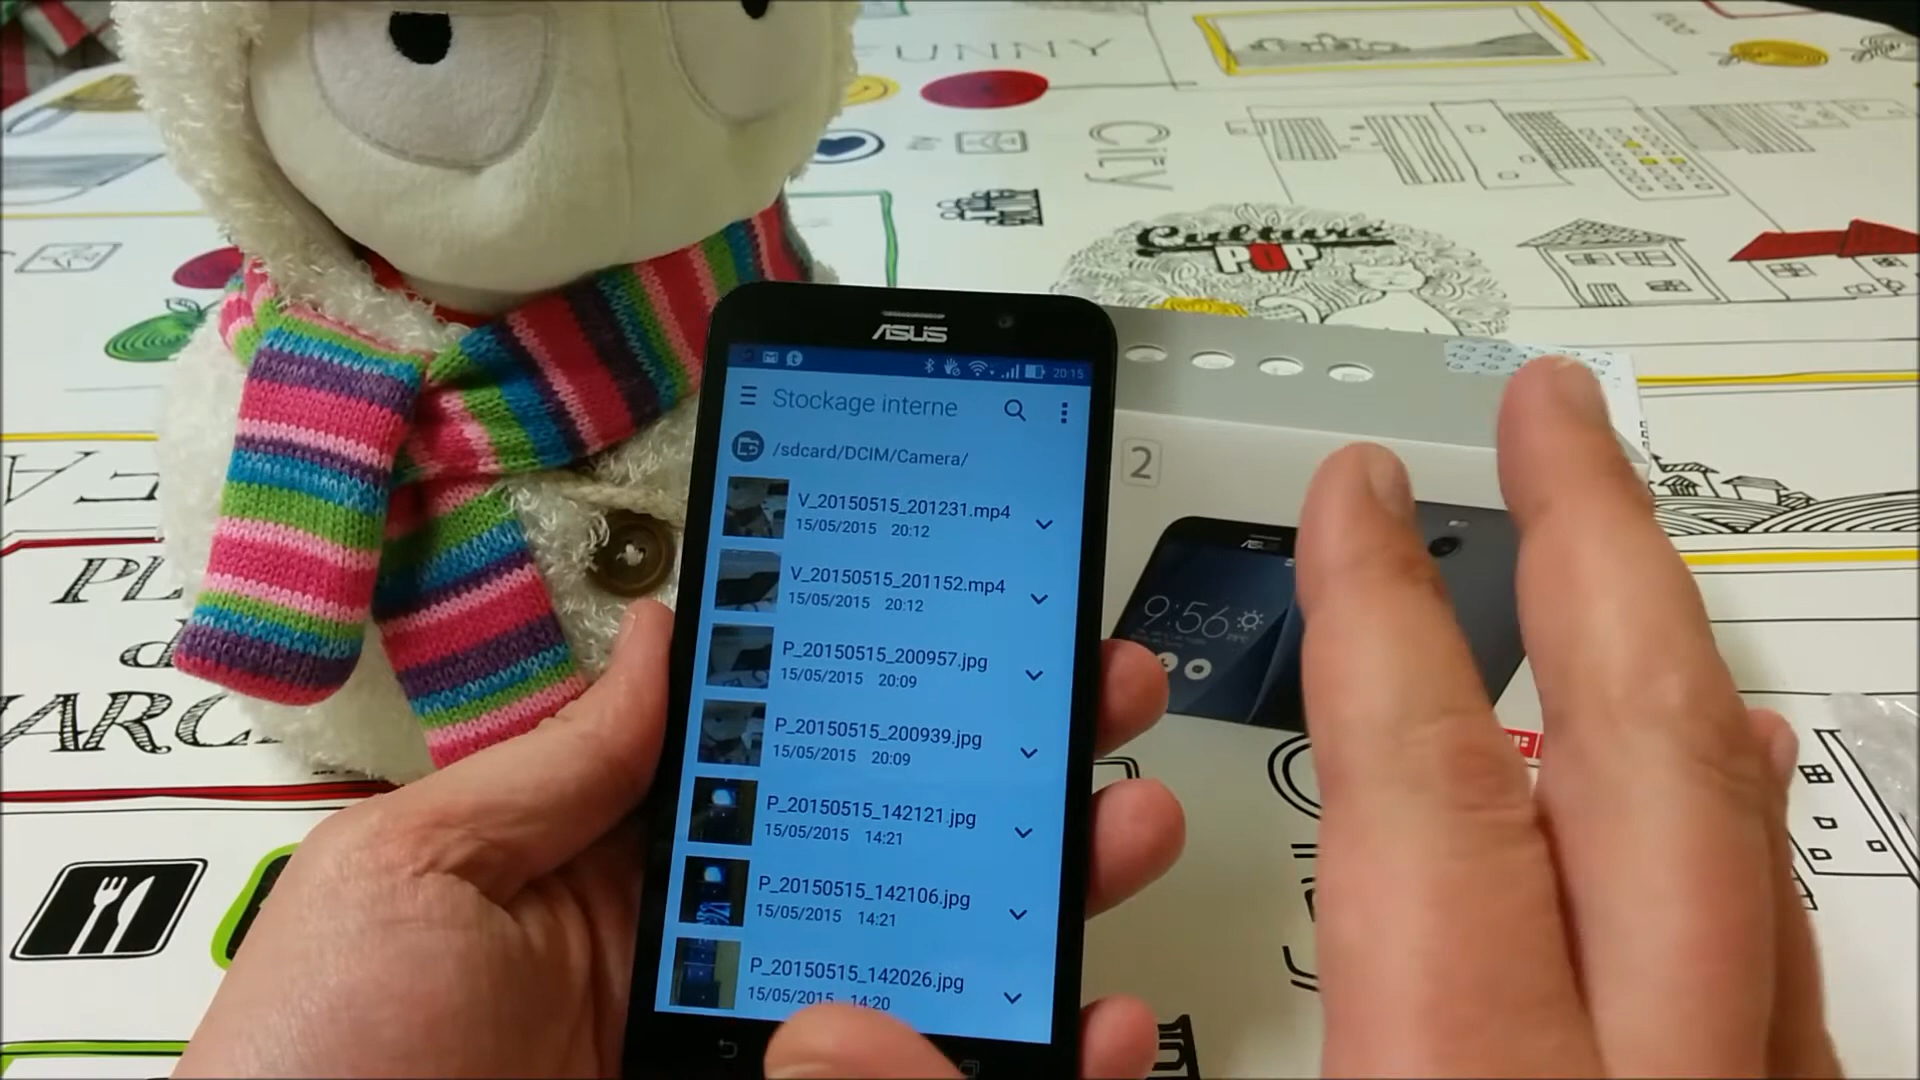 FUNNY
CiTy
Culture
POP
ASUS
20:15
Stockage interne
/sdcard/DCIM/Camera/
V_20150515_201231.mp4
15/05/2015 20:12
V_20150515_201152.mp4
15/05/2015 20:12
P_20150515_200957.jpg
15/05/2015 20:09
P_20150515_200939.jpg
15/05/2015 20:09
P_20150515_142121.jpg
15/05/2015 14:21
P_20150515_142106.jpg
15/05/2015 14:21
P_20150515_142026.jpg
15/05/2015 14:20
2
ASUS
9:56